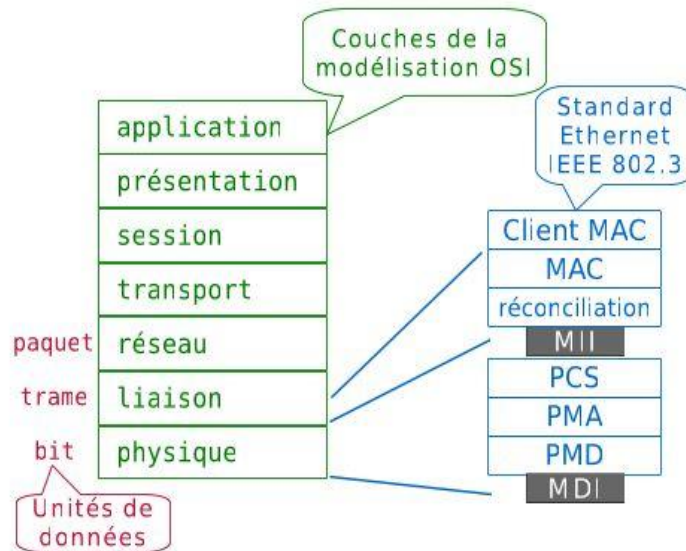 Couches de la
modélisation OSI
application
présentation
session
transport
paquet réseau
trame liaison
bit physique
Unités de
données
Standard
Ethernet
IEEE 802.3
Client MAC
MAC
réconciliation
MII
PCS
PMA
PMD
MDI